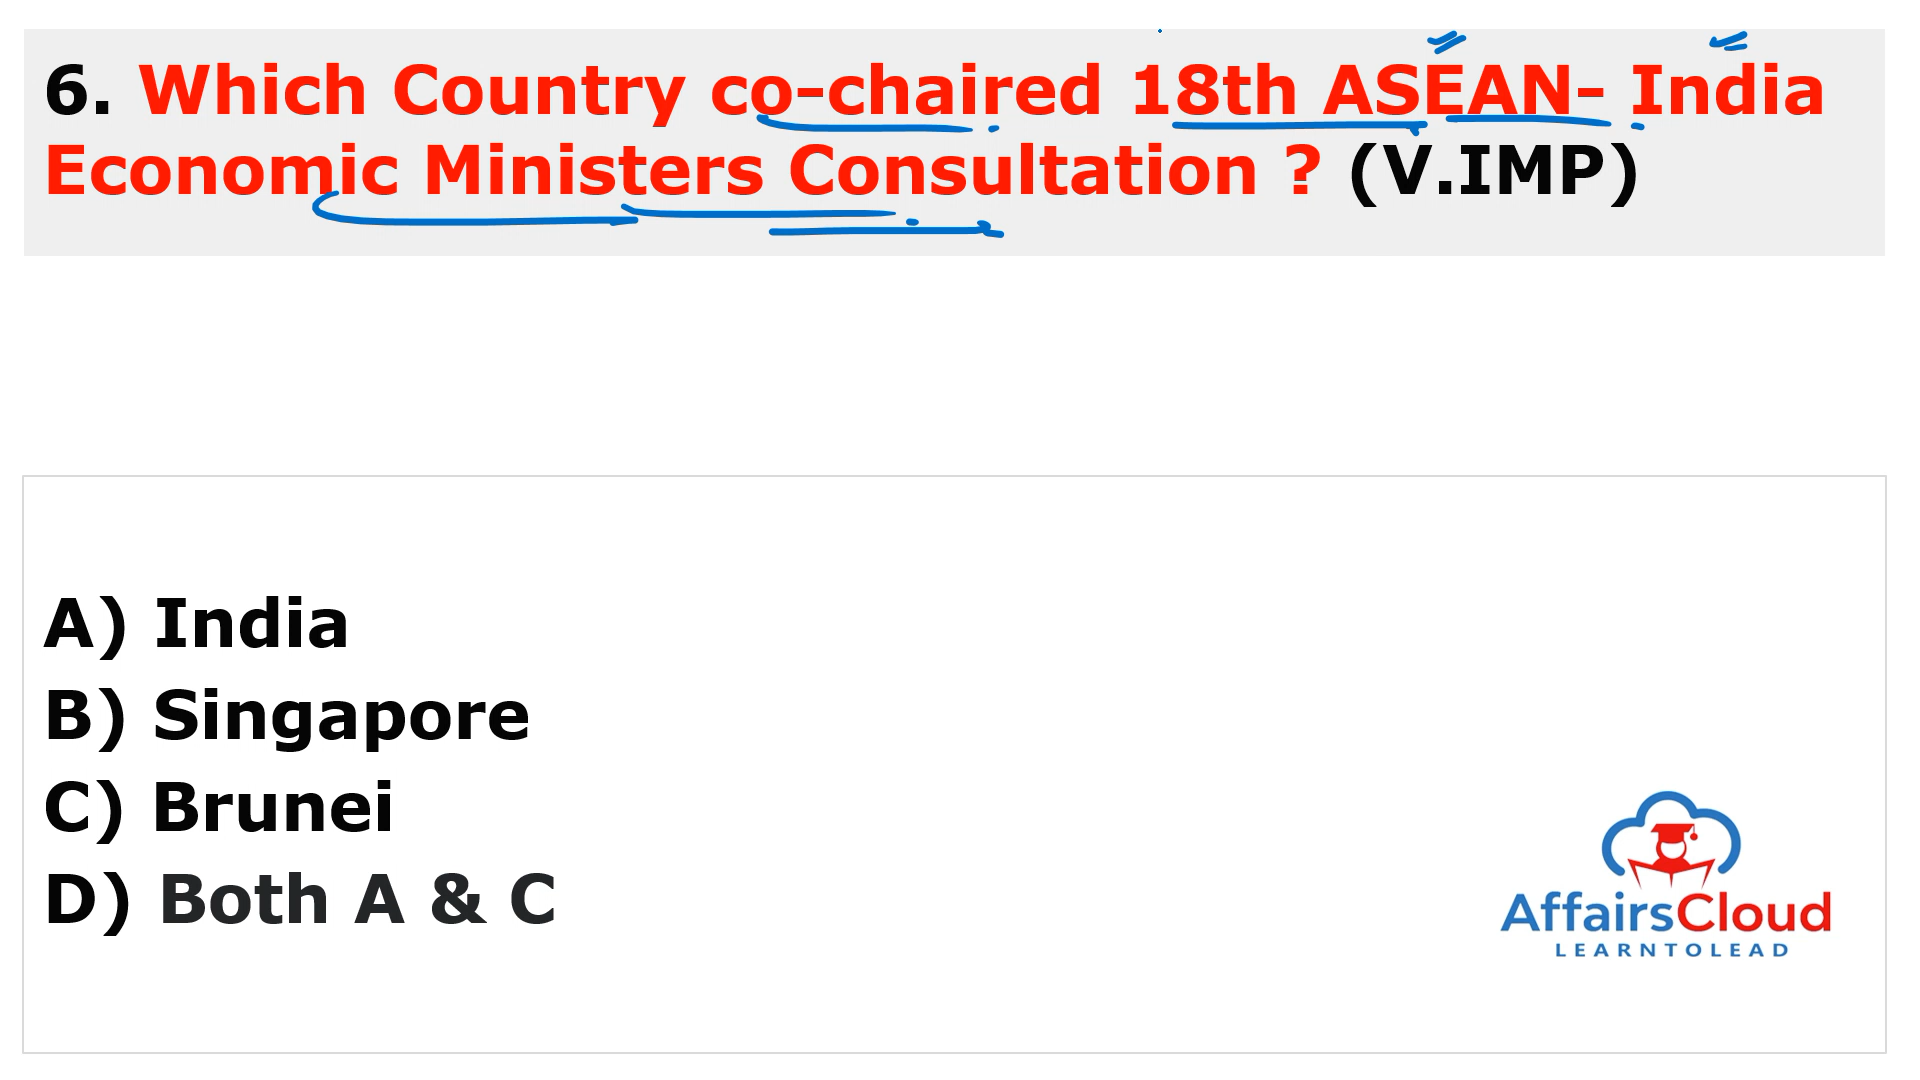 6. Which Country co-chaired 18th ASEAN- India
Economic Ministers Consultation ? (V.IMP)
A) India
B) Singapore
C) Brunei
D) Both A & C
AffairsCloud
LEARNTOLEAD